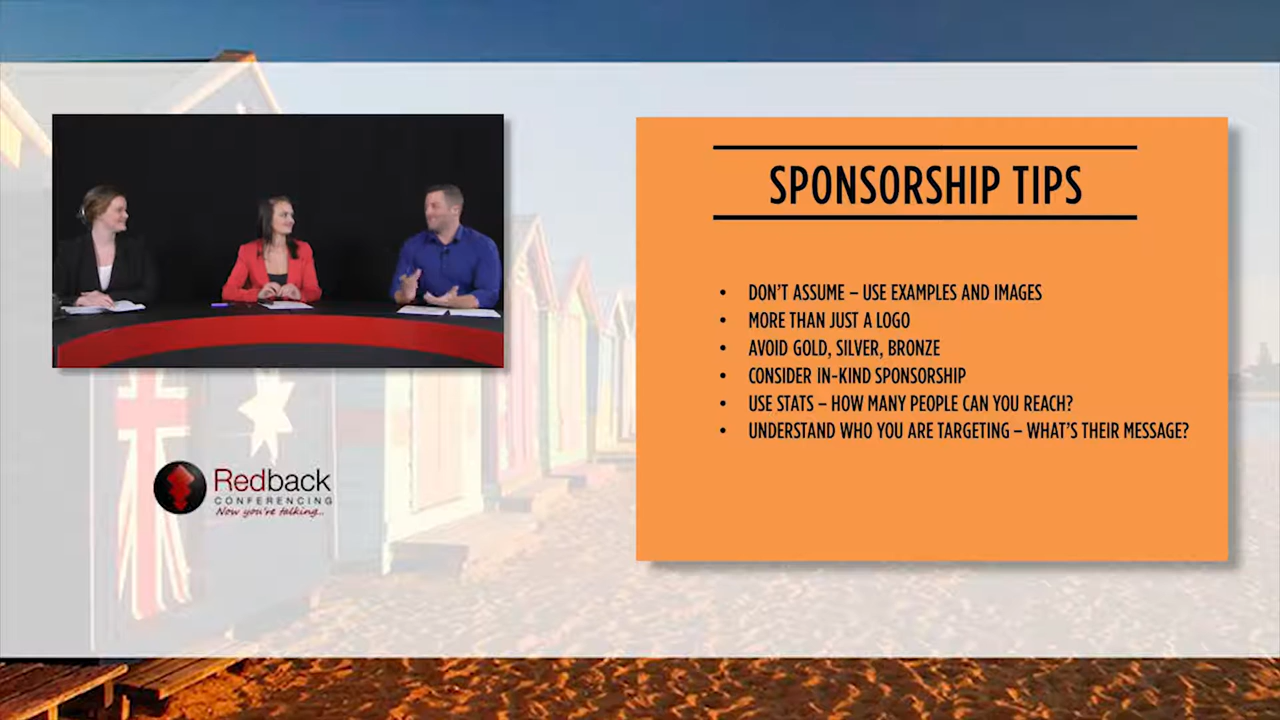 SPONSORSHIP TIPS
• DON'T ASSUME – USE EXAMPLES AND IMAGES
• MORE THAN JUST A LOGO
• AVOID GOLD, SILVER, BRONZE
• CONSIDER IN-KIND SPONSORSHIP
• USE STATS – HOW MANY PEOPLE CAN YOU REACH?
• UNDERSTAND WHO YOU ARE TARGETING – WHAT'S THEIR MESSAGE?
Redback
CONFERENCING
Now you're talking..